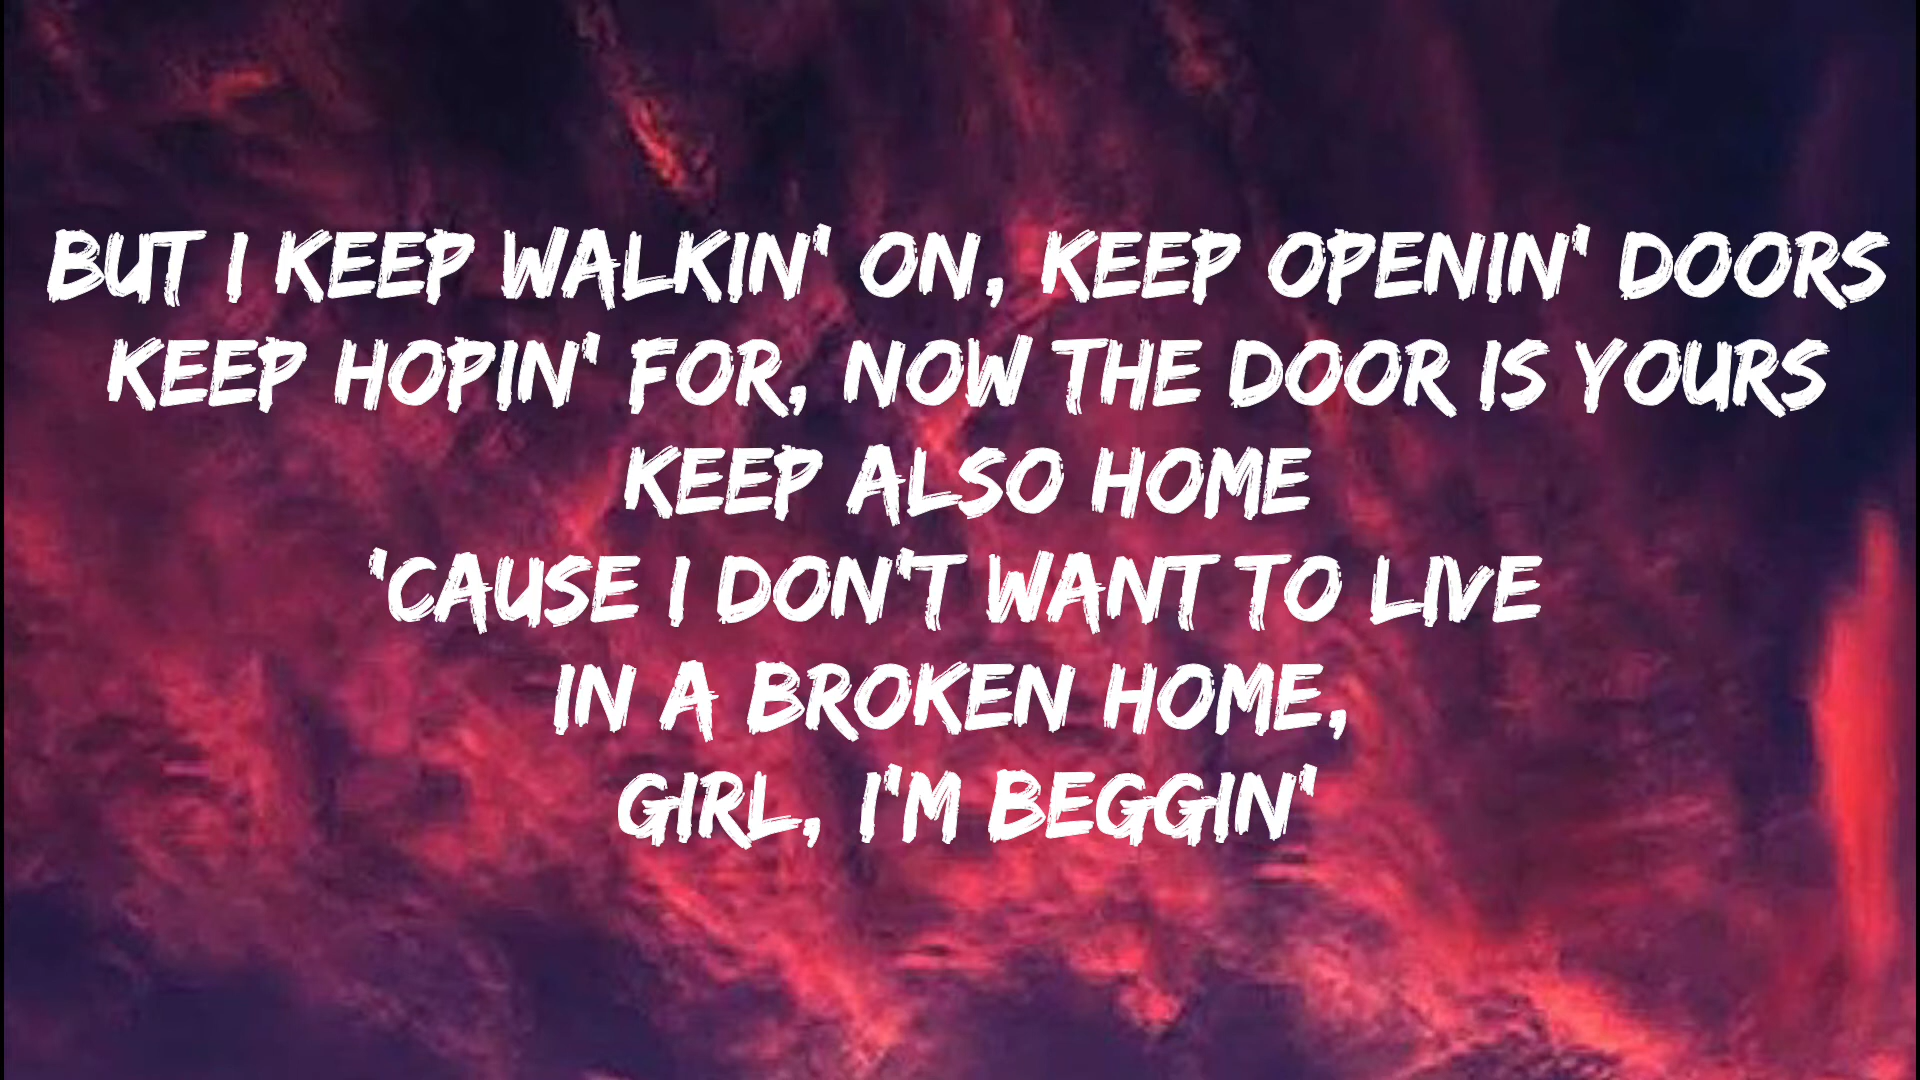 BUT I KEEP WALKIN' ON, KEEP OPENIN' DOORS
KEEP HOPIN' FOR, NOW THE DOOR IS YOURS
KEEP ALSO HOME
'CAUSE I DON'T WANT TO LIVE
IN A BROKEN HOME,
GIRL, I'M BEGGIN'